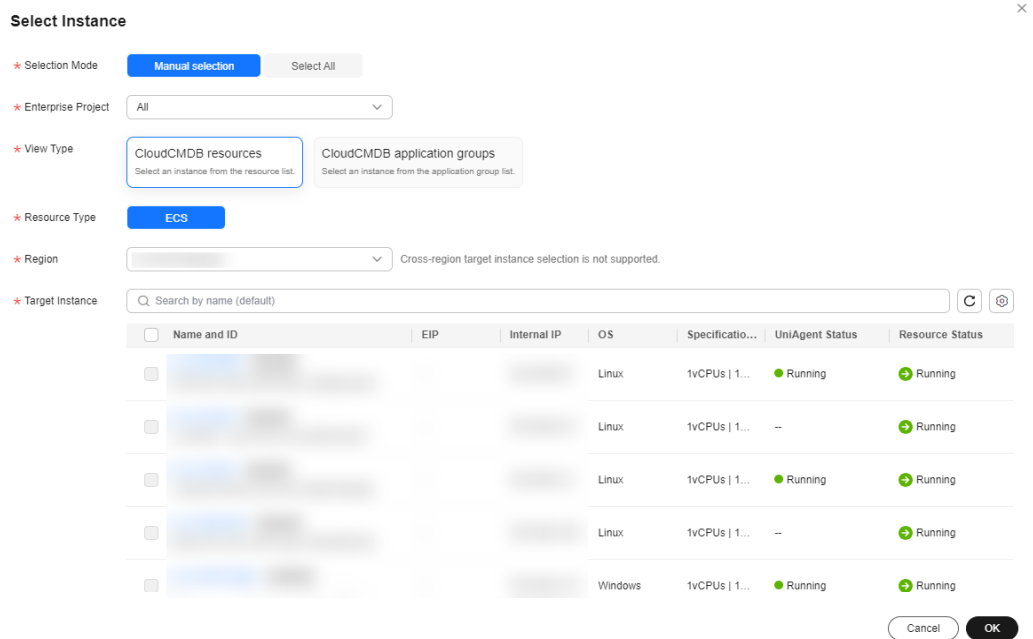 Select Instance
* Selection Mode Manual selection Select All
* Enterprise Project All
* View Type CloudCMDB resources CloudCMDB application groups
Select an instance from the resource list. Select an instance from the application group list.
* Resource Type ECS
* Region Cross-region target instance selection is not supported.
* Target Instance Search by name (default)
Name and ID EIP Internal IP OS Specificatio... UniAgent Status Resource Status
Linux 1vCPUs | 1... Running Running
Linux 1vCPUs | 1... -- Running
Linux 1vCPUs | 1... Running Running
Linux 1vCPUs | 1... -- Running
Windows 1vCPUs | 1... Running Running
Cancel OK